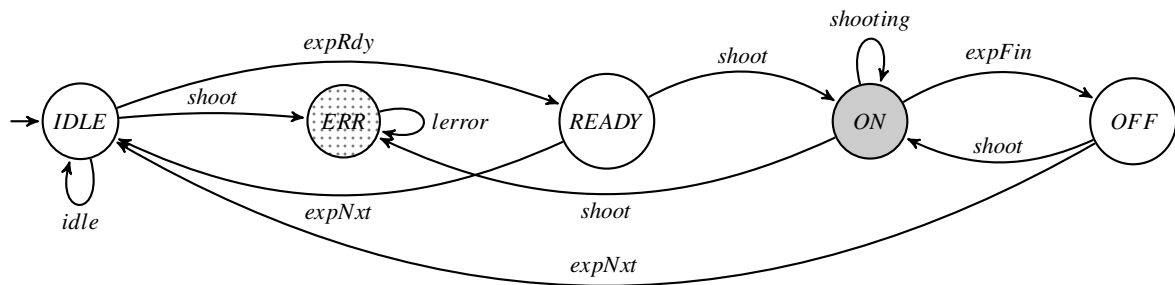 shooting
expRdy
shoot
expFin
shoot
IDLE
ERR
lerror
READY
ON
OFF
shoot
idle
expNxt
shoot
expNxt